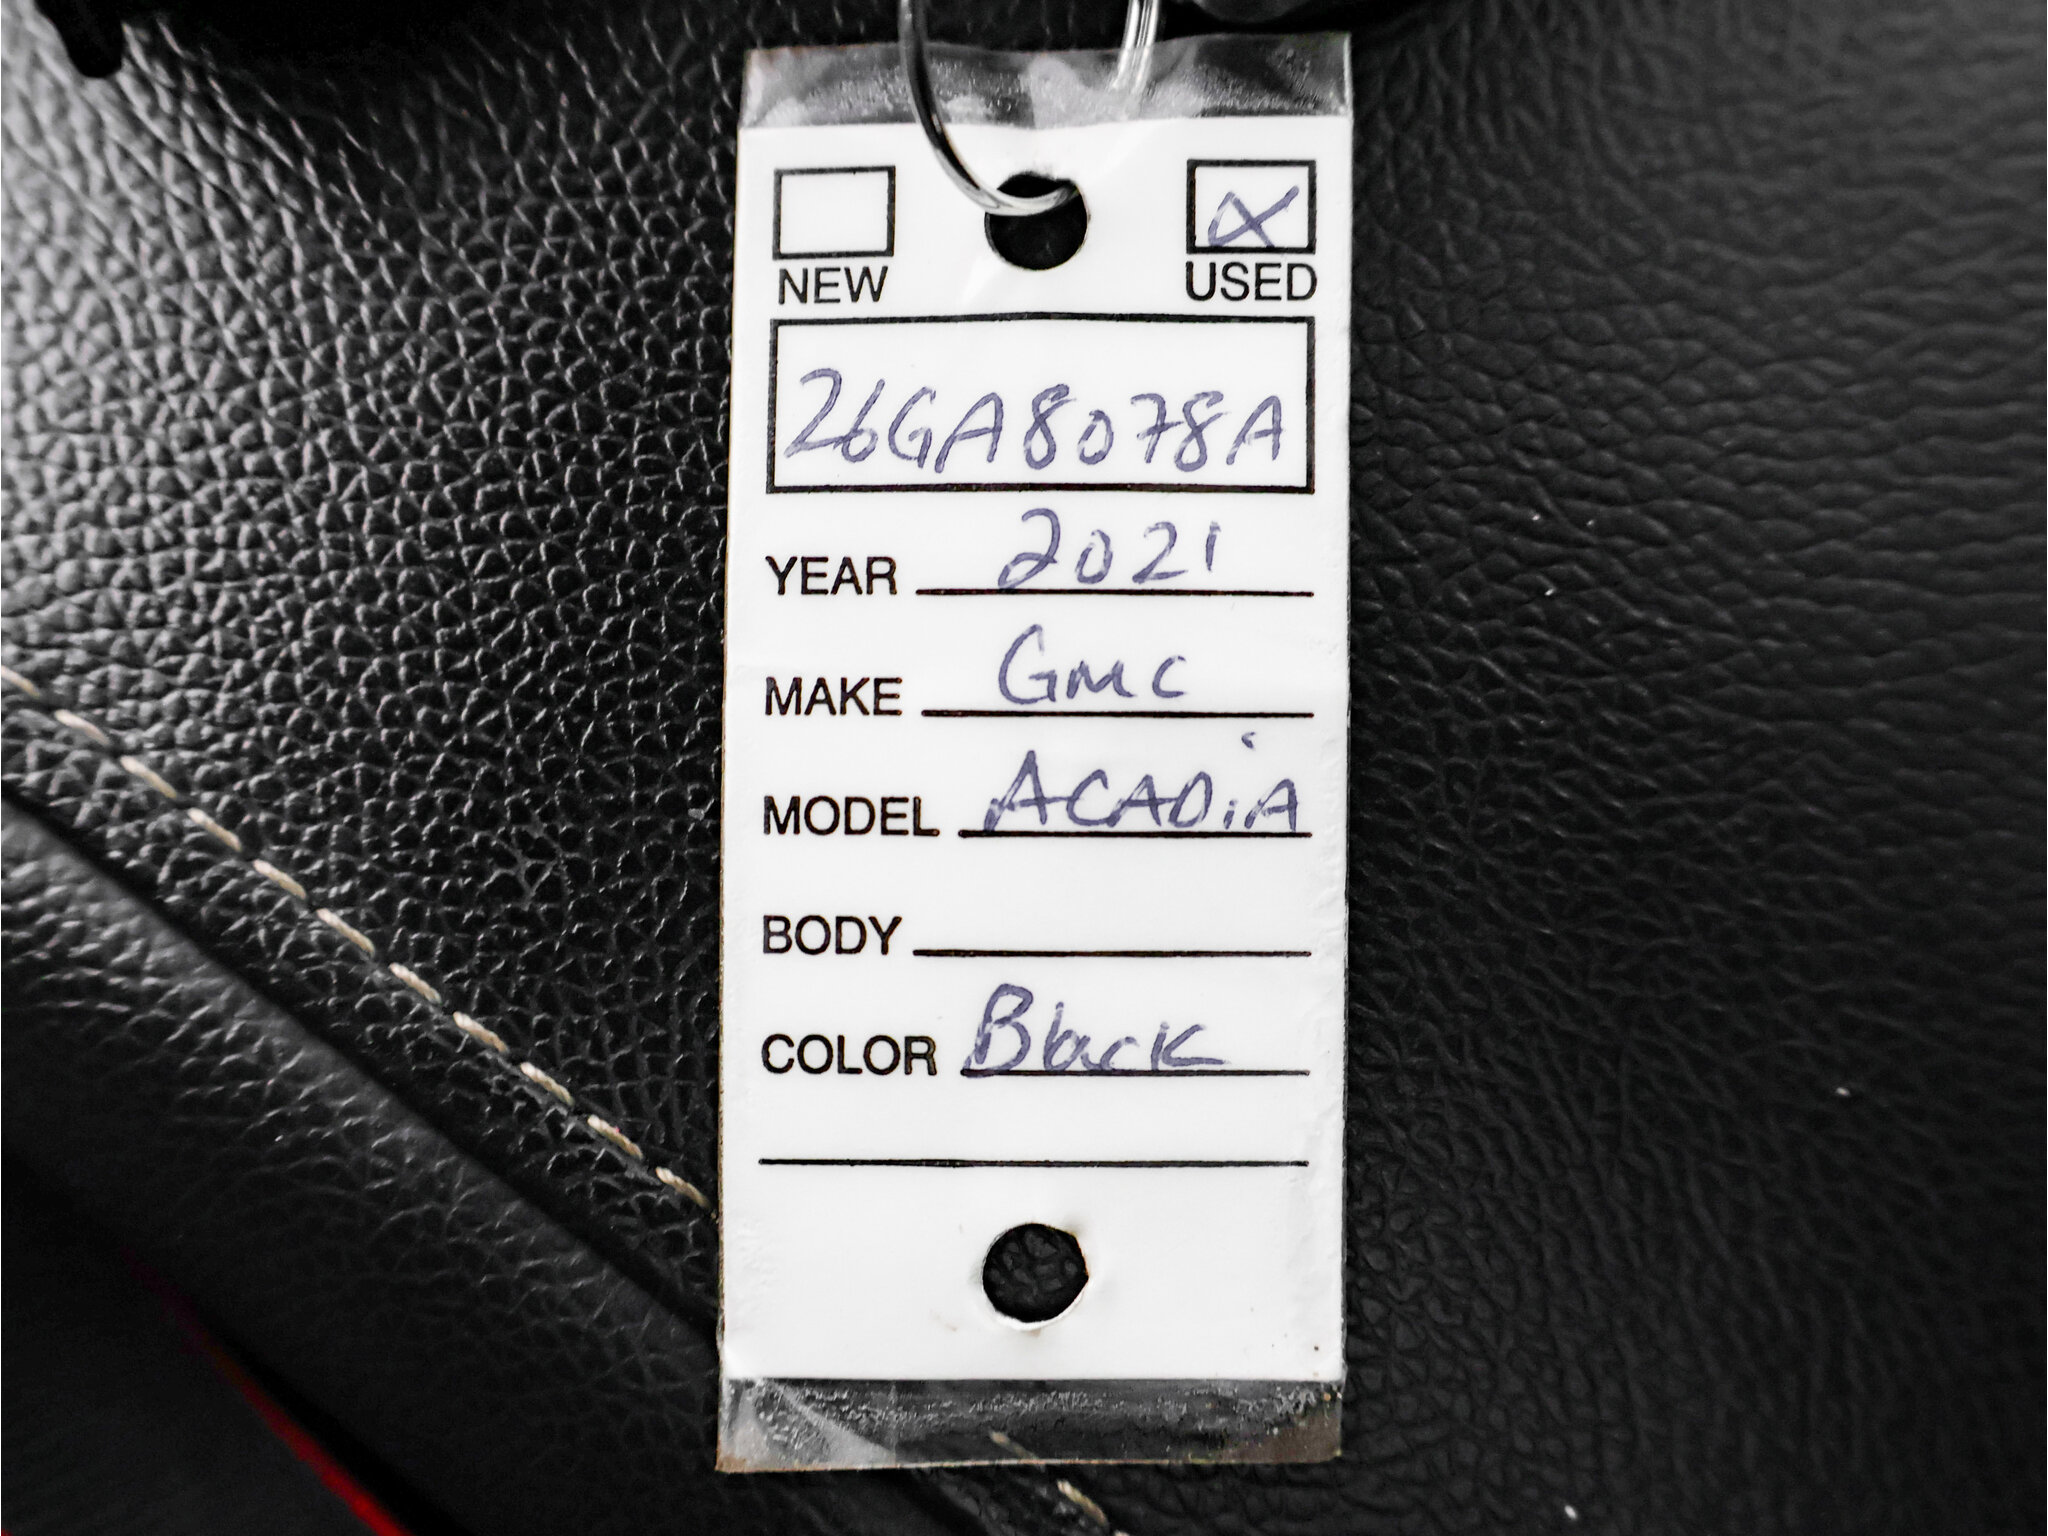 NEW USED
26GA8078A
YEAR 2021
MAKE GMC
MODEL ACADiA
BODY
COLOR Black